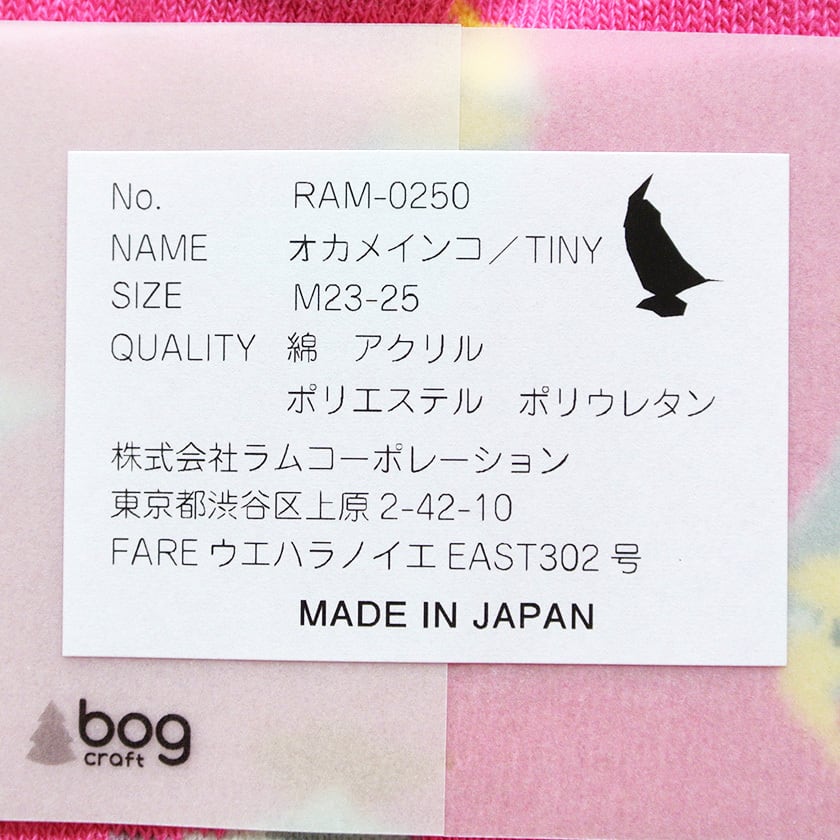 No. RAM-0250
NAME オカメインコ／TINY
SIZE M23-25
QUALITY 綿　アクリル
ポリエステル　ポリウレタン
株式会社ラムコーポレーション
東京都渋谷区上原2-42-10
FARE ウエハラノイエ EAST302 号
MADE IN JAPAN
bog
craft